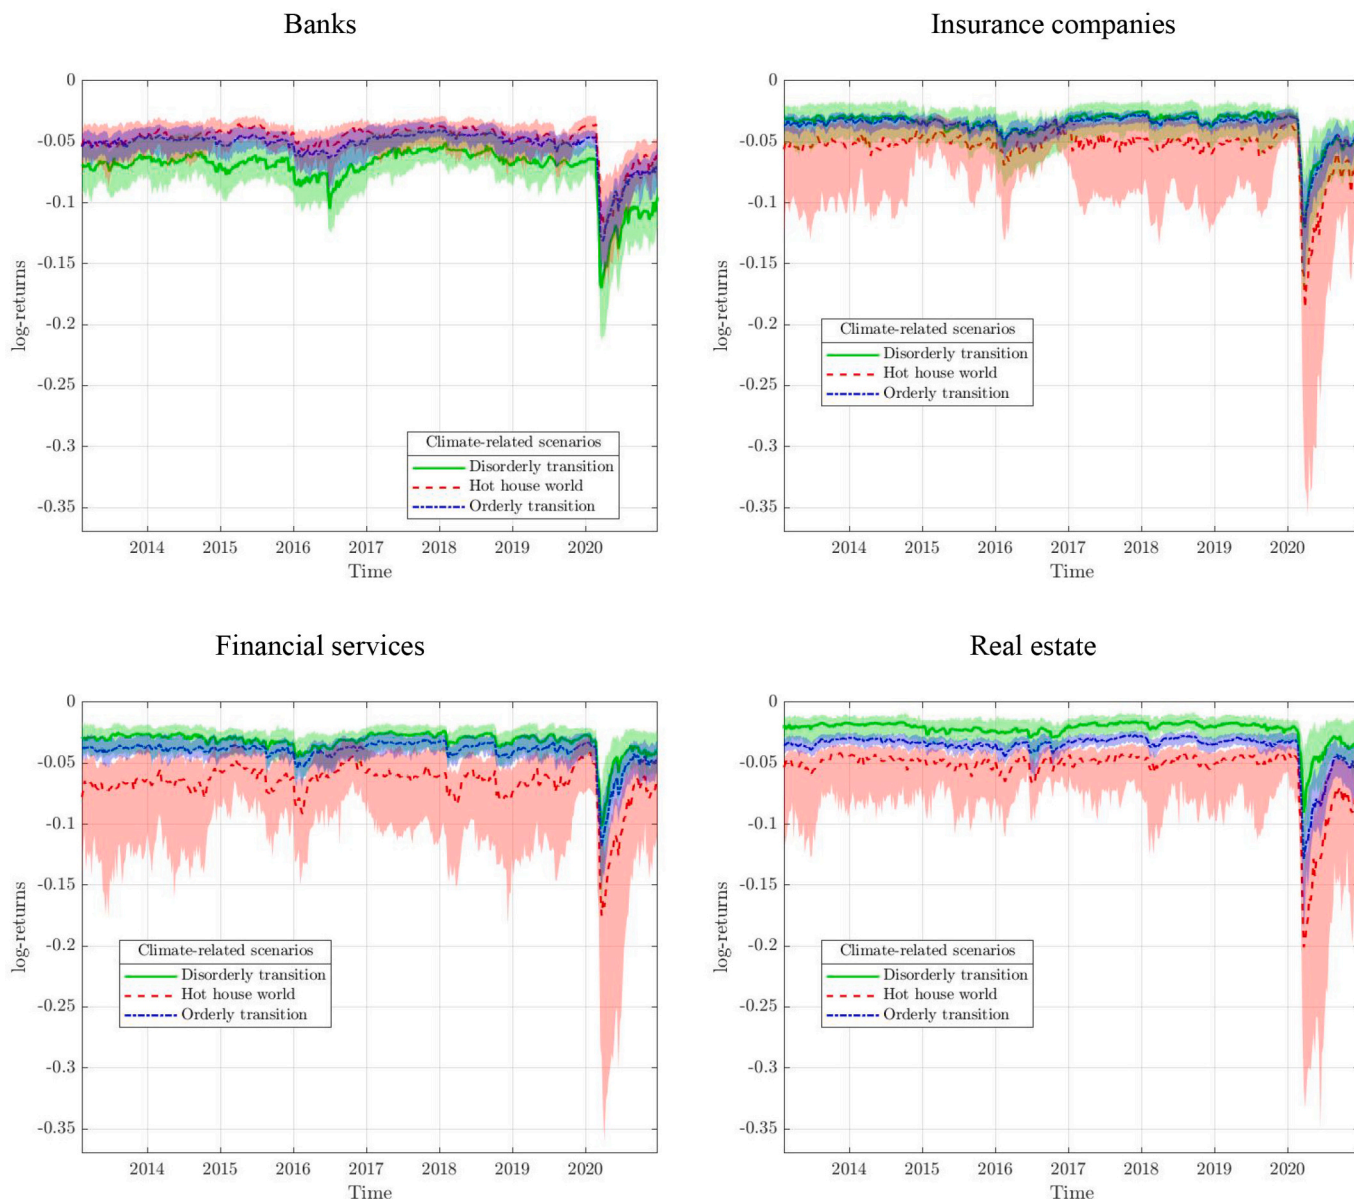 Banks
0
-0.05
-0.1
-0.15
-0.2
-0.25
-0.3
-0.35
log-returns
Climate-related scenarios
Disorderly transition
Hot house world
Orderly transition
2014 2015 2016 2017 2018 2019 2020
Time
Insurance companies
0
-0.05
-0.1
-0.15
-0.2
-0.25
-0.3
-0.35
log-returns
Climate-related scenarios
Disorderly transition
Hot house world
Orderly transition
2014 2015 2016 2017 2018 2019 2020
Time
Financial services
0
-0.05
-0.1
-0.15
-0.2
-0.25
-0.3
-0.35
log-returns
Climate-related scenarios
Disorderly transition
Hot house world
Orderly transition
2014 2015 2016 2017 2018 2019 2020
Time
Real estate
0
-0.05
-0.1
-0.15
-0.2
-0.25
-0.3
-0.35
log-returns
Climate-related scenarios
Disorderly transition
Hot house world
Orderly transition
2014 2015 2016 2017 2018 2019 2020
Time